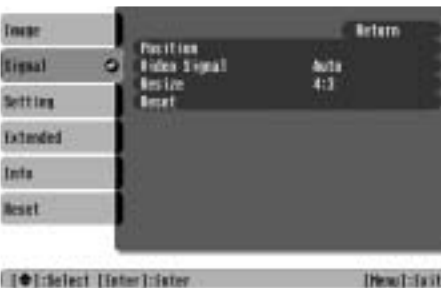 Image
Signal
Setting
Extended
Info
Reset
Return
Position
Video Signal Auto
Resize 4:3
Reset
[◆]:Select [Enter]:Enter [Menu]:Exit